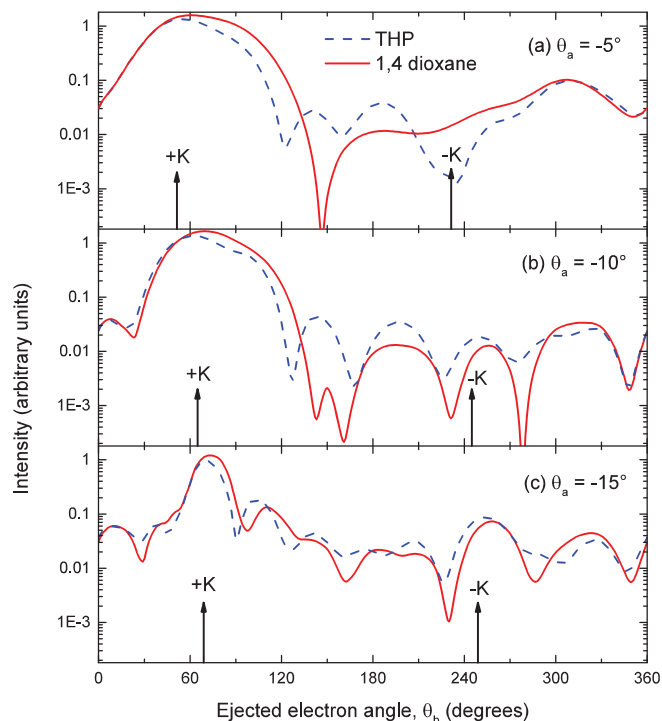 THP
1,4 dioxane
(a) θa = -5°
1
0.1
0.01
1E-3
+K
-K
(b) θa = -10°
1
0.1
0.01
1E-3
+K
-K
(c) θa = -15°
1
0.1
0.01
1E-3
+K
-K
0 60 120 180 240 300 360
Intensity (arbitrary units)
Ejected electron angle, θb (degrees)